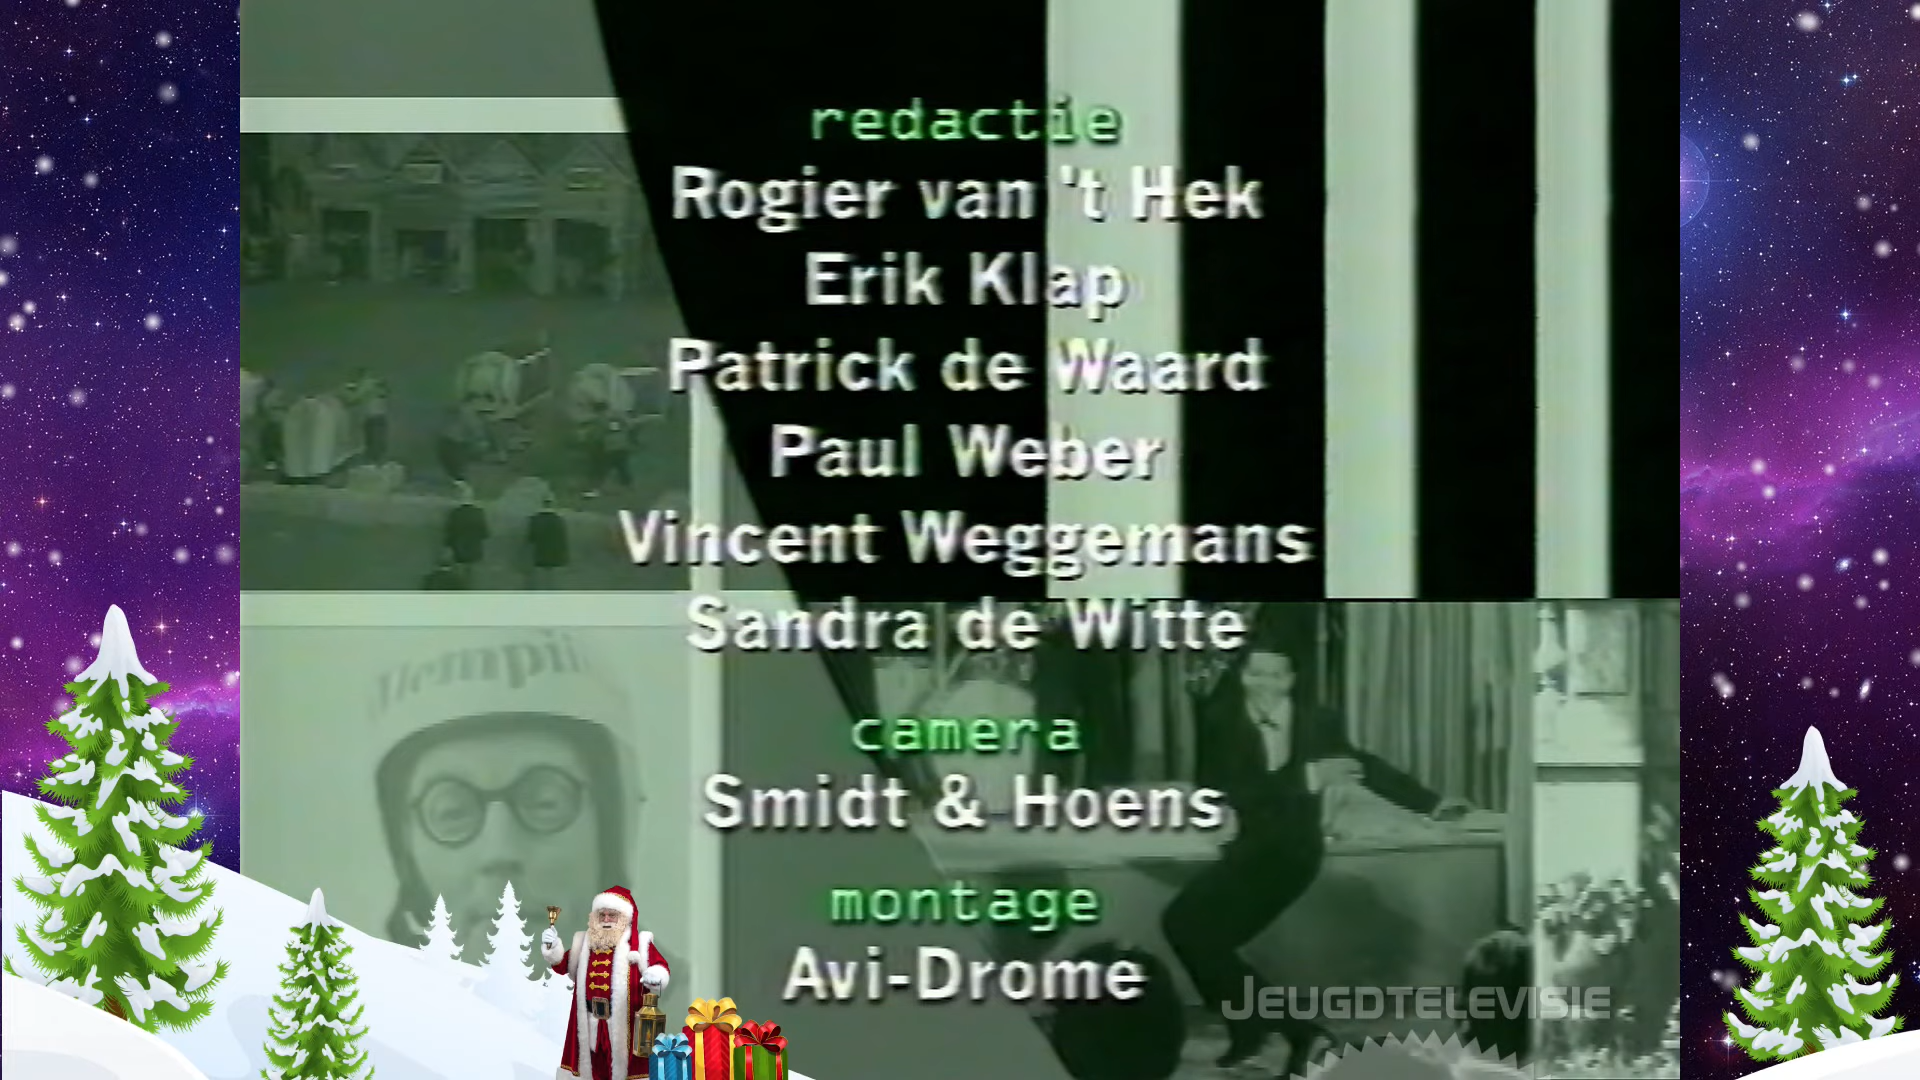 redactie
Rogier van 't Hek
Erik Klap
Patrick de Waard
Paul Weber
Vincent Weggemans
Sandra de Witte
camera
Smidt & Hoens
montage
Avi-Drome
JEUGDTELEVISIE